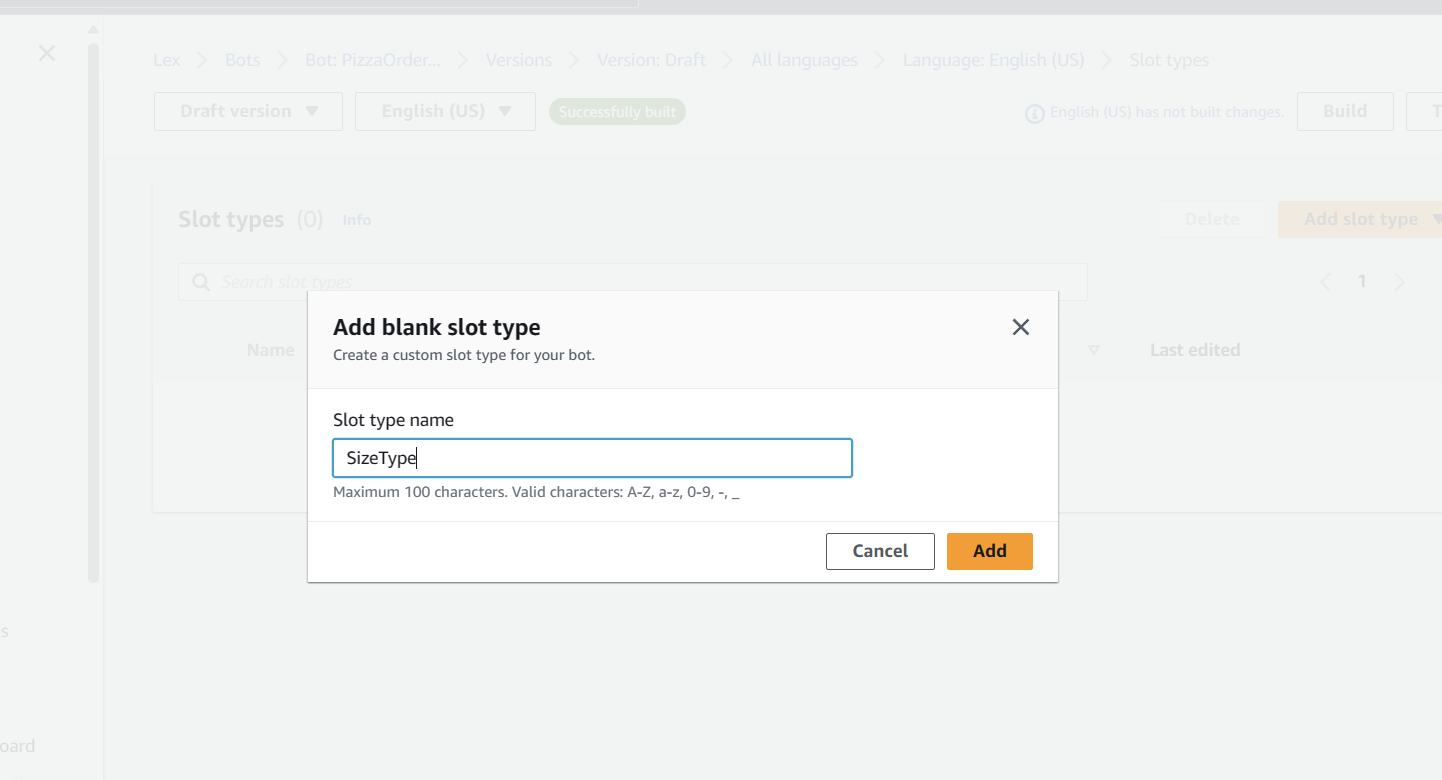 Lex Bots Bot: PizzaOrder... Versions Version: Draft All languages Language: English (US) Slot types
Draft version English (US) Successfully built English (US) has not built changes. Build T
Slot types (0) Info Delete Add slot type
Search slot types 1
Add blank slot type
Create a custom slot type for your bot.
Name Last edited
Slot type name
SizeType
Maximum 100 characters. Valid characters: A-Z, a-z, 0-9, -, _
Cancel Add
s
oard